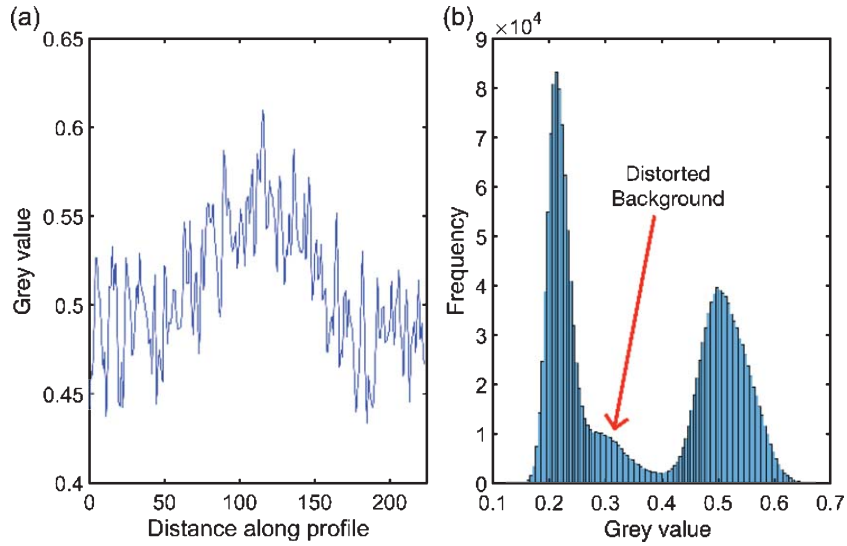 (a)
0.65
0.6
0.55
0.5
0.45
0.4
Grey value
0 50 100 150 200
Distance along profile
(b)
×10⁴
9
8
7
6
5
4
3
2
1
0
Frequency
Distorted
Background
0.1 0.2 0.3 0.4 0.5 0.6 0.7
Grey value